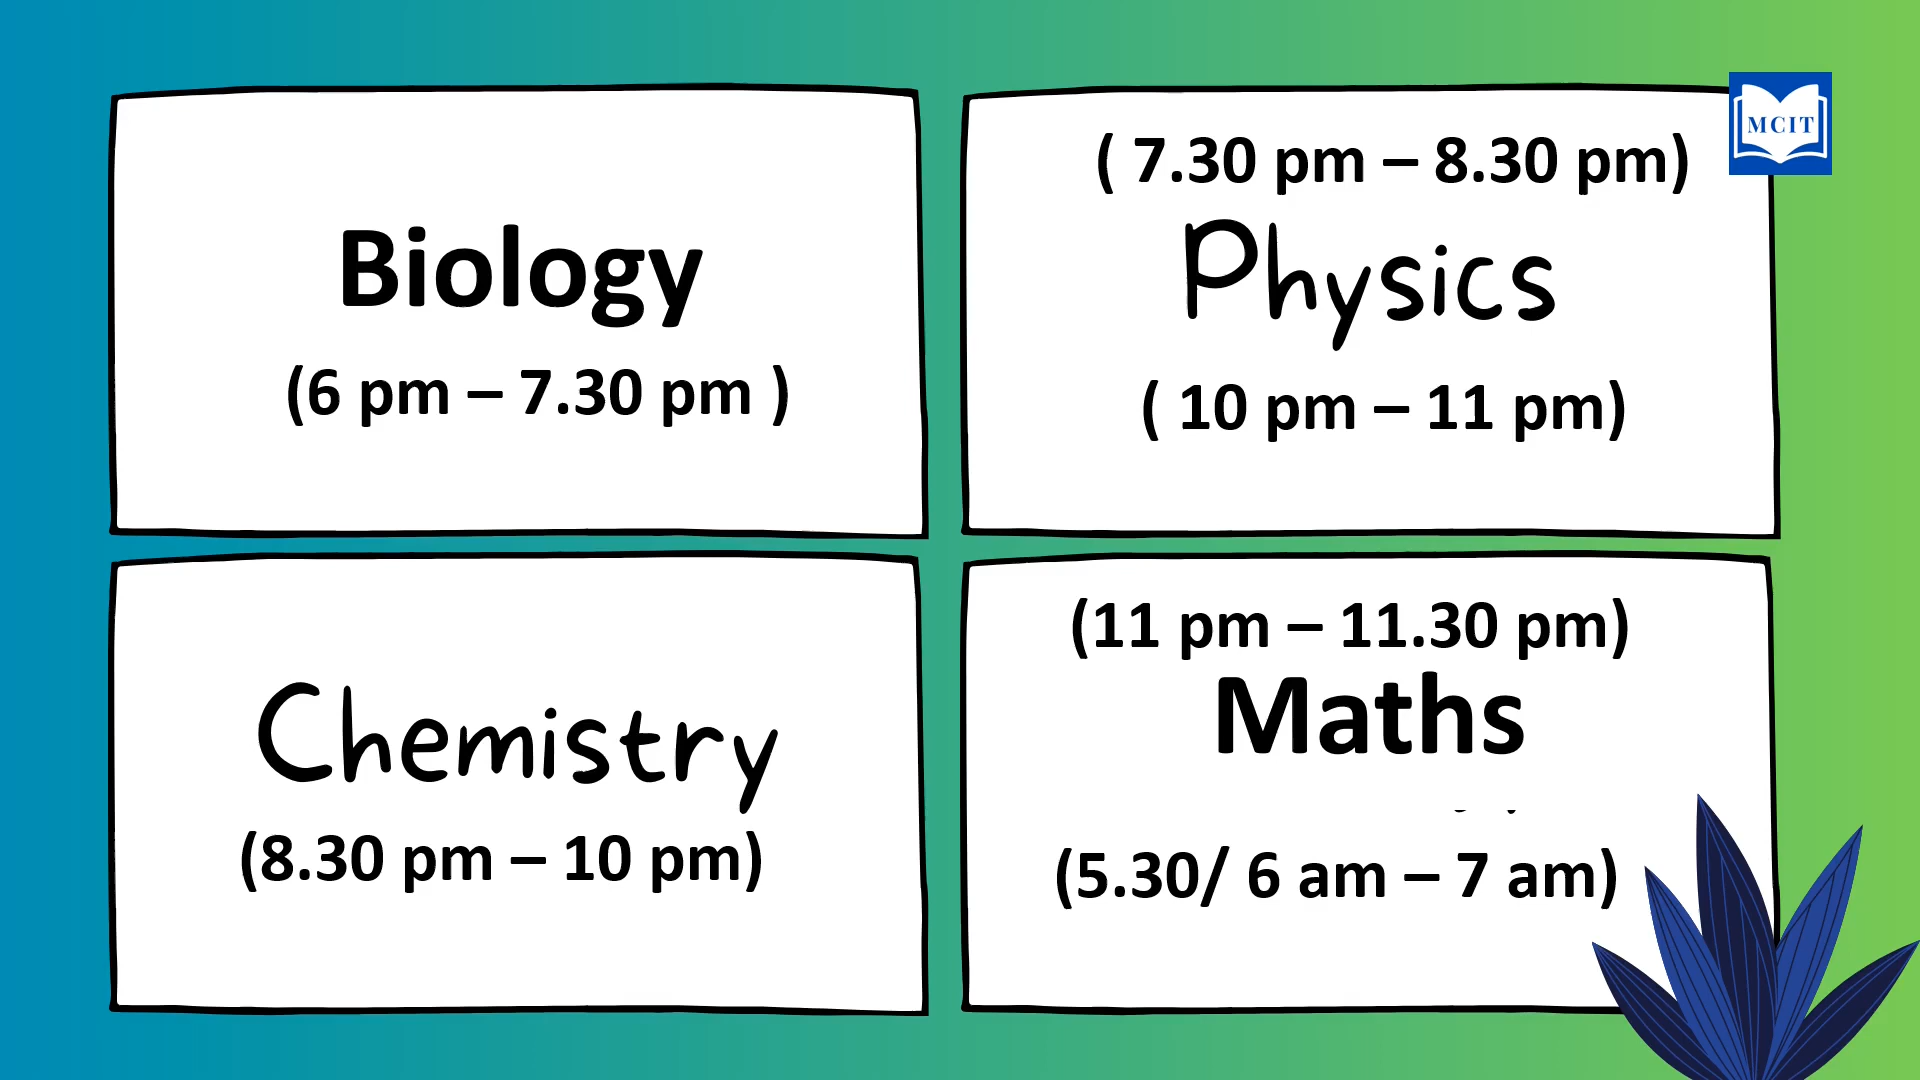 Biology
(6 pm – 7.30 pm )
( 7.30 pm – 8.30 pm)
Physics
( 10 pm – 11 pm)
MCIT
Chemistry
(8.30 pm – 10 pm)
(11 pm – 11.30 pm)
Maths
(5.30/ 6 am – 7 am)